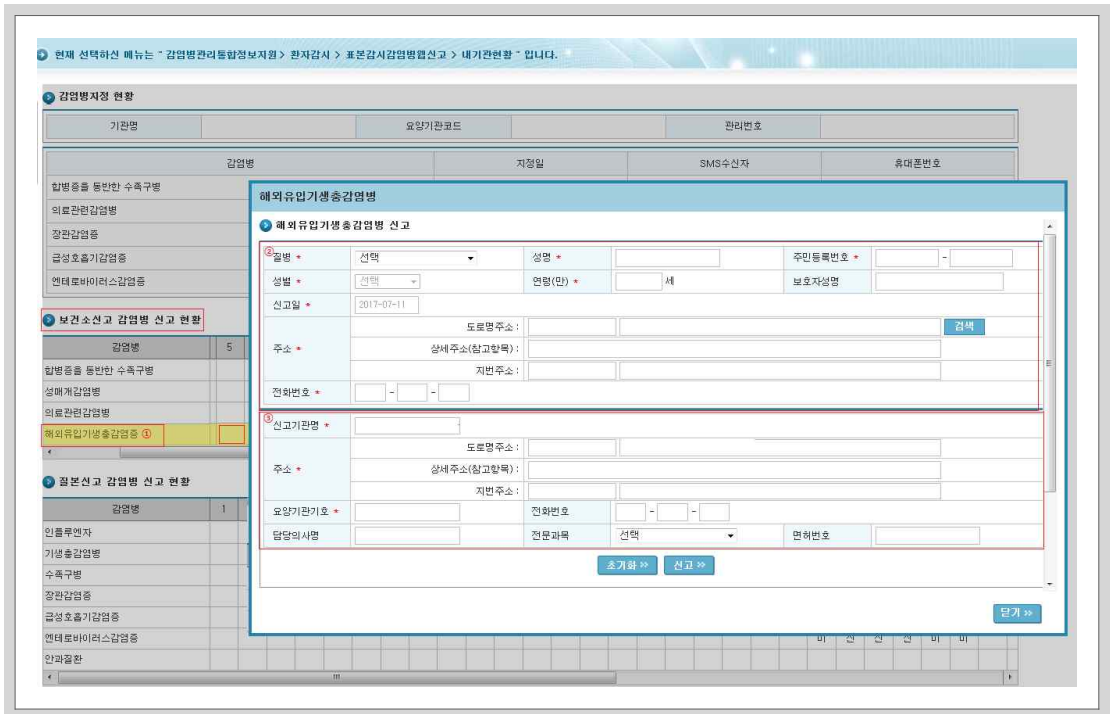 현재 선택하신 메뉴는 " 감염병관리통합정보지원 > 환자감시 > 표본감시감염병웹신고 > 내기관현황 " 입니다.
감염병지정 현황
기관명 요양기관코드 관리번호
감염병 지정일 SMS수신자 휴대폰번호
합병증을 동반한 수족구병
의료관련감염병
장관감염증
급성호흡기감염증
엔테로바이러스감염증
보건소신고 감염병 신고 현황
감염병 5
합병증을 동반한 수족구병
성매개감염병
의료관련감염병
해외유입기생충감염증 ①
질본신고 감염병 신고 현황
감염병 1
인플루엔자
기생충감염병
수족구병
장관감염증
급성호흡기감염증
엔테로바이러스감염증
안과질환
해외유입기생충감염병
해외유입기생충감염병 신고
② 질병 * 선택 성명 * 주민등록번호 * -
성별 * 선택 연령(만) * 세 보호자성명
신고일 * 2017-07-11
주소 *
도로명주소 : 검색
상세주소(참고항목) :
지번주소 :
전화번호 * - -
③ 신고기관명 *
주소 *
도로명주소 :
상세주소(참고항목) :
지번주소 :
요양기관기호 * 전화번호 - -
담당의사명 전문과목 선택 면허번호
초기화 » 신고 »
닫기 »